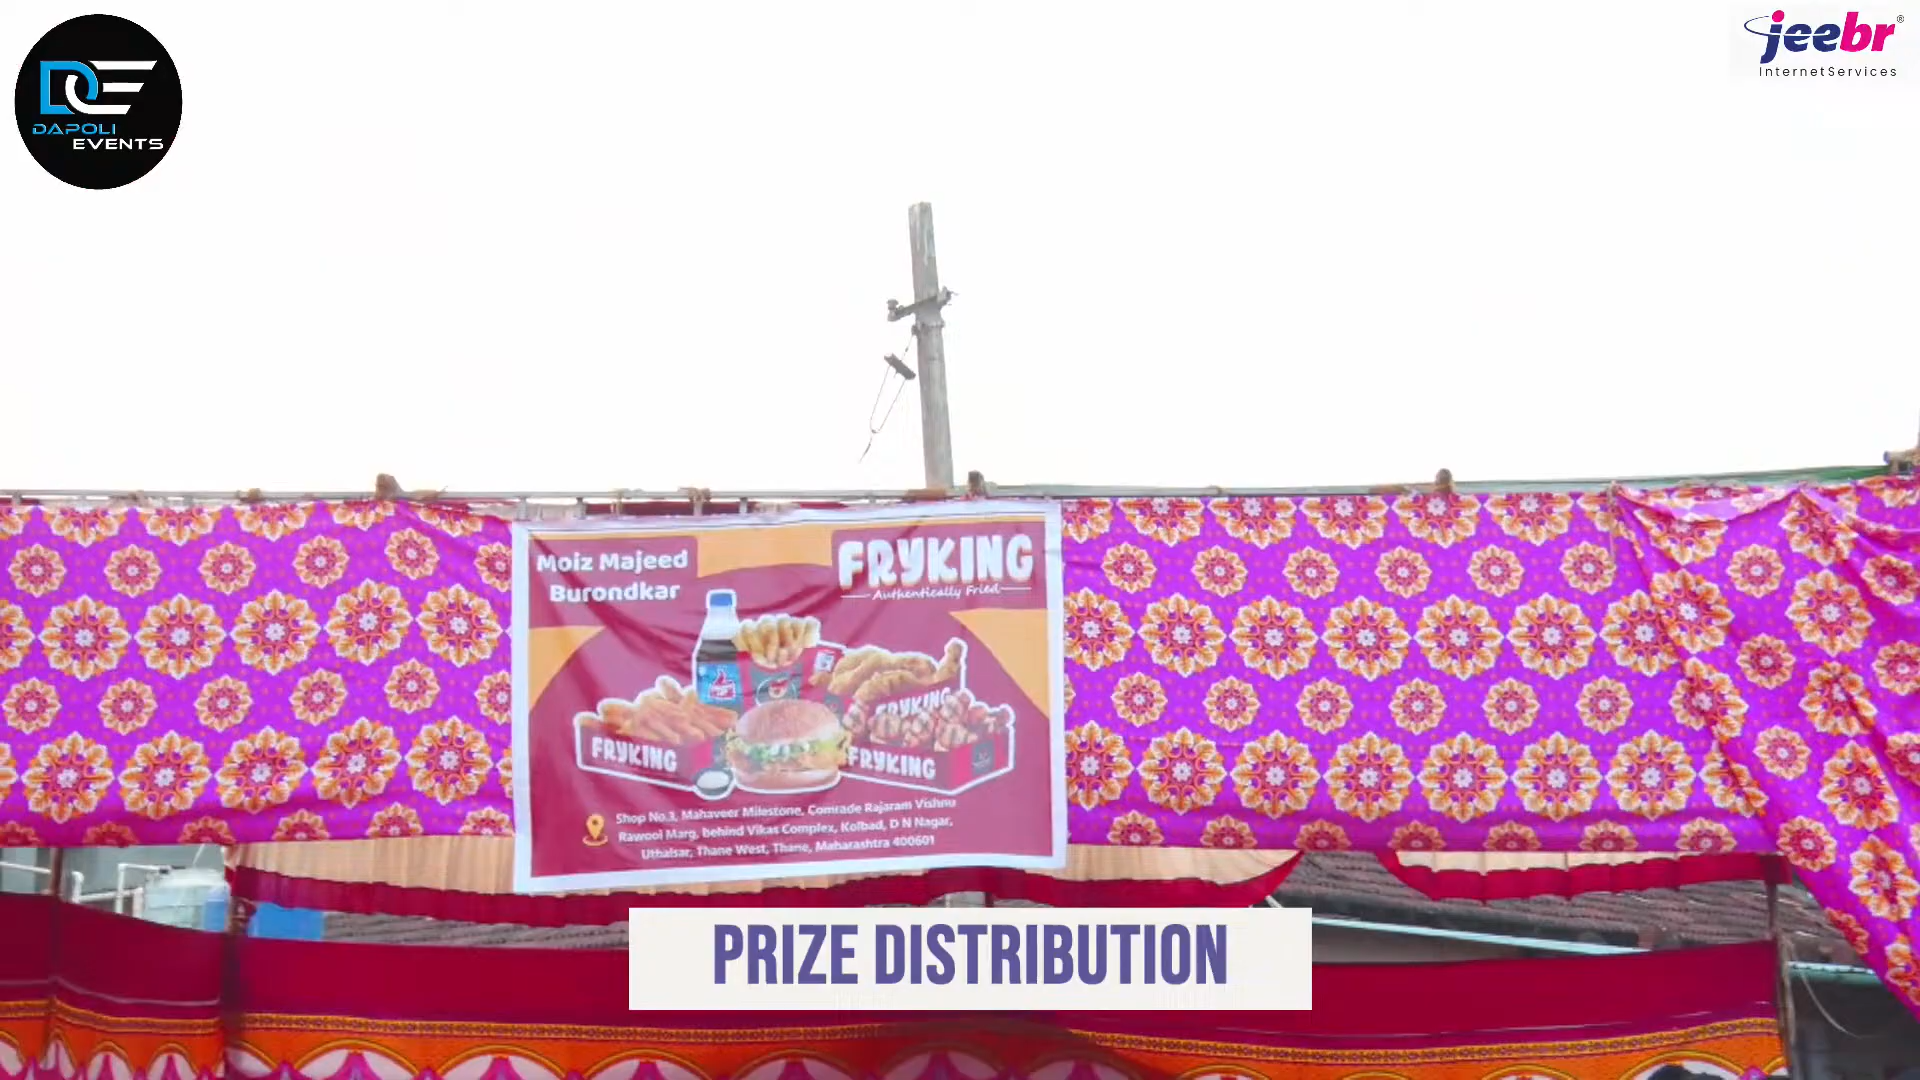 DE
DAPOLI
EVENTS
jeebr®
InternetServices
Moiz Majeed
Burondkar
FRYKING
Authentically Fried
FRYKING
FRYKING
FRYKING
Shop No.3, Mahaveer Milestone, Comrade Rajaram Vishnu
Rawool Marg, behind Vikas Complex, Kolbad, D N Nagar,
Uthalsar, Thane West, Thane, Maharashtra 400601
PRIZE DISTRIBUTION